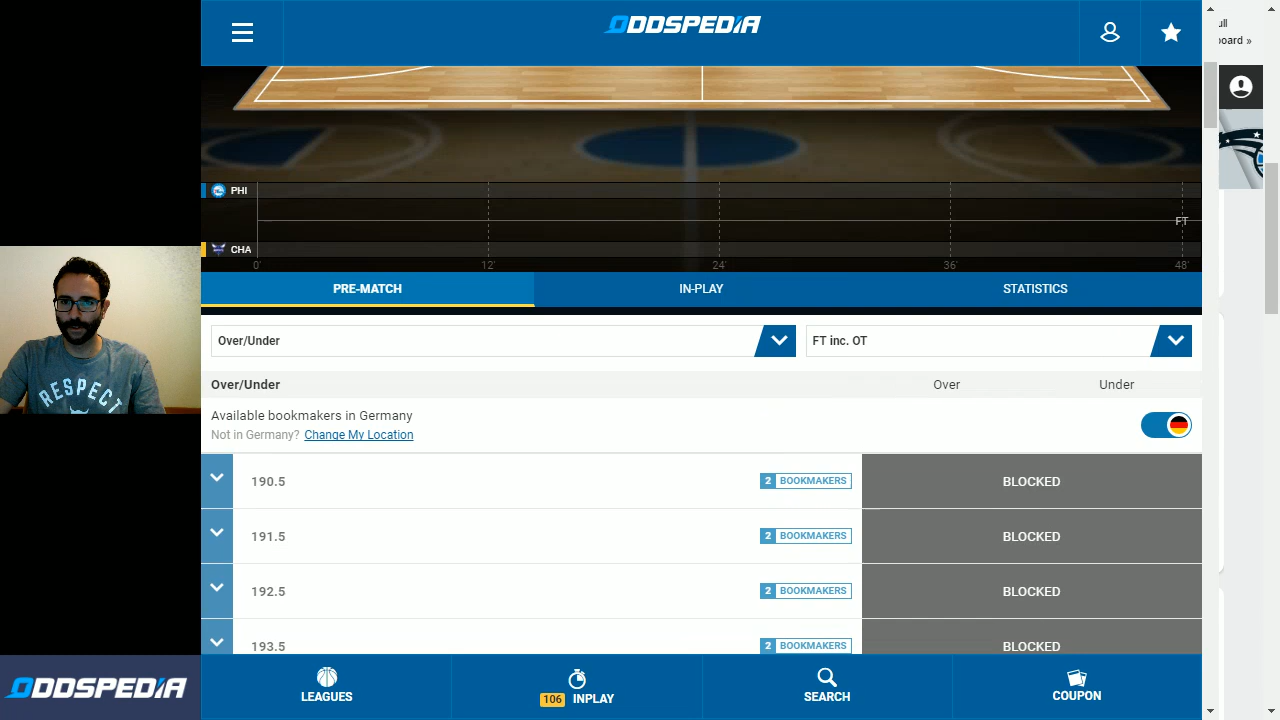 ODDSPEDIA
ull
board »
PHI
FT
CHA
0'
12'
24'
36'
48'
PRE-MATCH
IN-PLAY
STATISTICS
Over/Under
FT inc. OT
Over/Under
Over
Under
Available bookmakers in Germany
Not in Germany? Change My Location
190.5
2 BOOKMAKERS
BLOCKED
191.5
2 BOOKMAKERS
BLOCKED
192.5
2 BOOKMAKERS
BLOCKED
193.5
2 BOOKMAKERS
BLOCKED
RESPECT
ODDSPEDIA
LEAGUES
106 INPLAY
SEARCH
COUPON